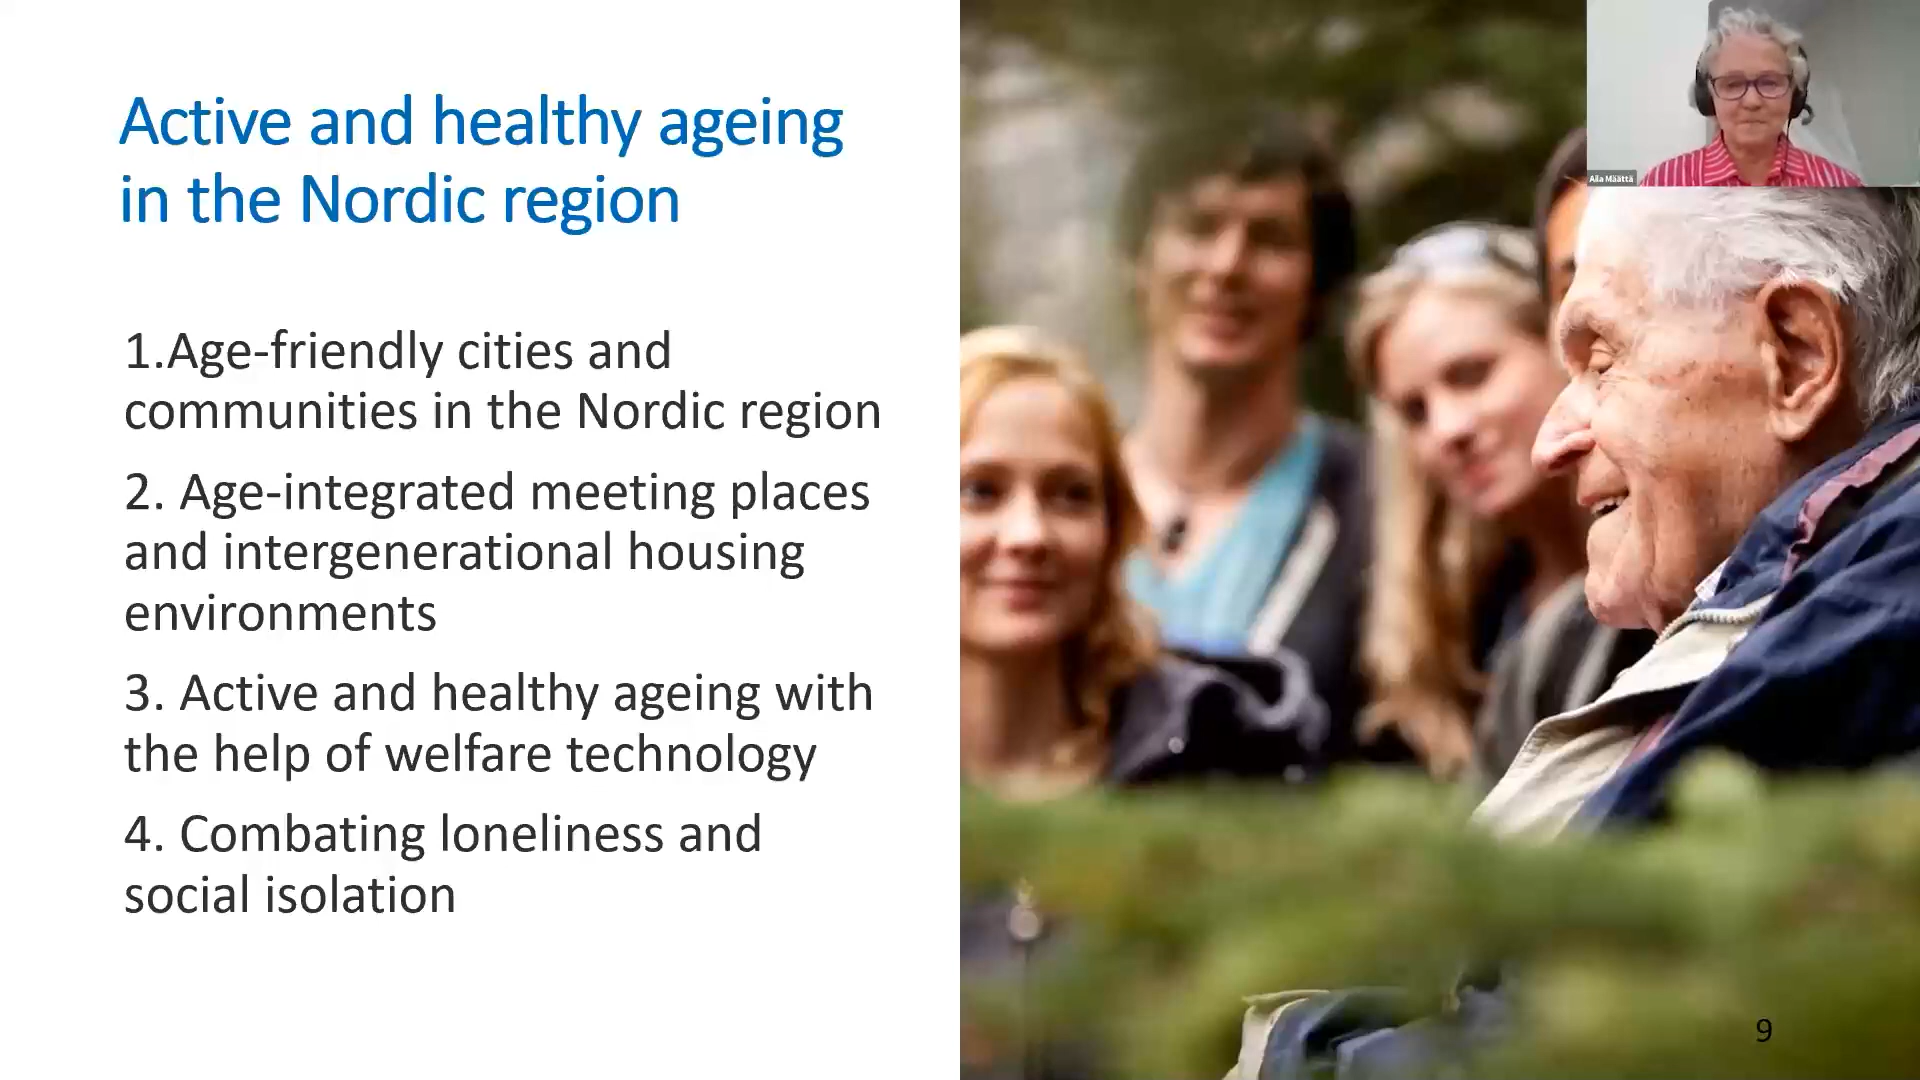 Active and healthy ageing
in the Nordic region
1.Age-friendly cities and
communities in the Nordic region
2. Age-integrated meeting places
and intergenerational housing
environments
3. Active and healthy ageing with
the help of welfare technology
4. Combating loneliness and
social isolation
Aila Määttä
9